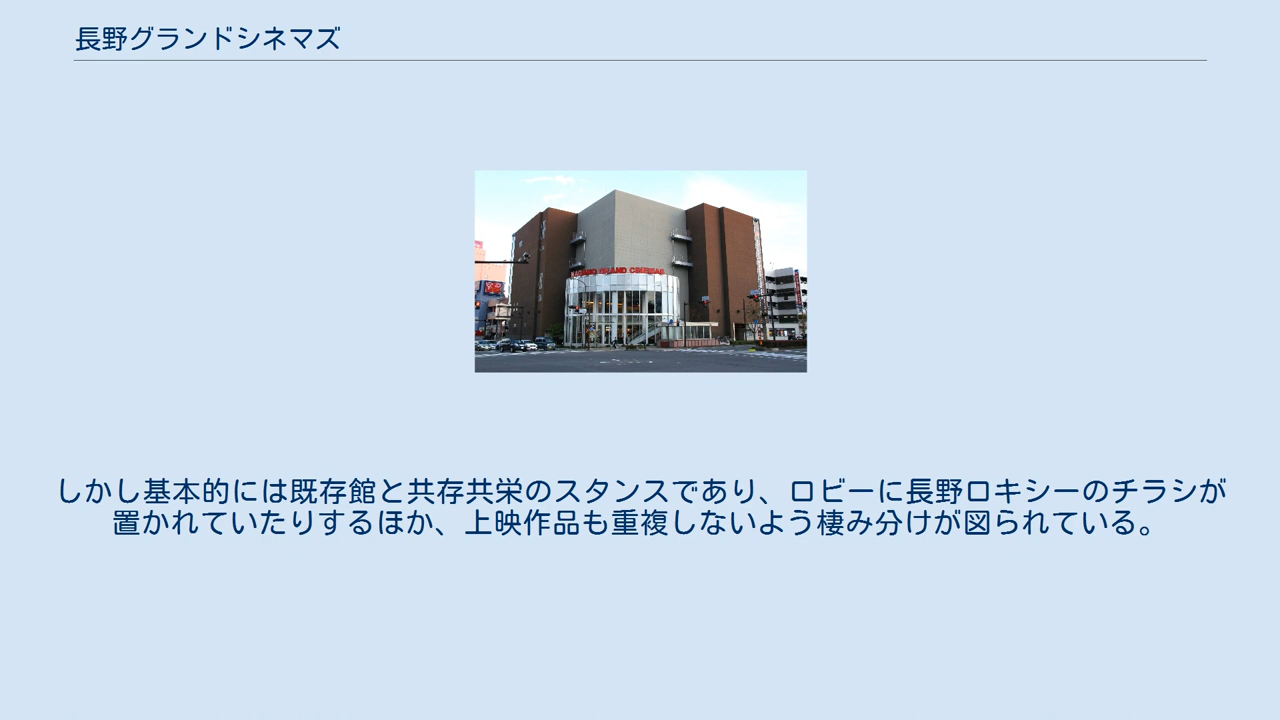 長野グランドシネマズ
NAGANO GRAND CINEMAS
しかし基本的には既存館と共存共栄のスタンスであり、ロビーに長野ロキシーのチラシが
置かれていたりするほか、上映作品も重複しないよう棲み分けが図られている。